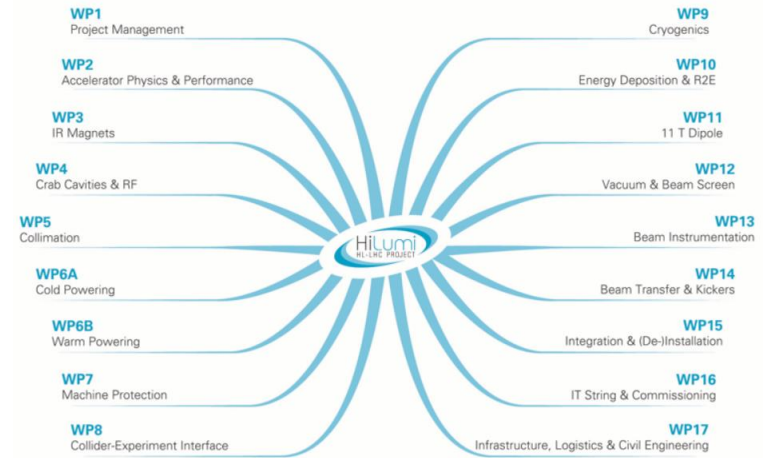 WP1
Project Management
WP2
Accelerator Physics & Performance
WP3
IR Magnets
WP4
Crab Cavities & RF
WP5
Collimation
WP6A
Cold Powering
WP6B
Warm Powering
WP7
Machine Protection
WP8
Collider-Experiment Interface
HiLumi
HL-LHC PROJECT
WP9
Cryogenics
WP10
Energy Deposition & R2E
WP11
11 T Dipole
WP12
Vacuum & Beam Screen
WP13
Beam Instrumentation
WP14
Beam Transfer & Kickers
WP15
Integration & (De-)Installation
WP16
IT String & Commissioning
WP17
Infrastructure, Logistics & Civil Engineering